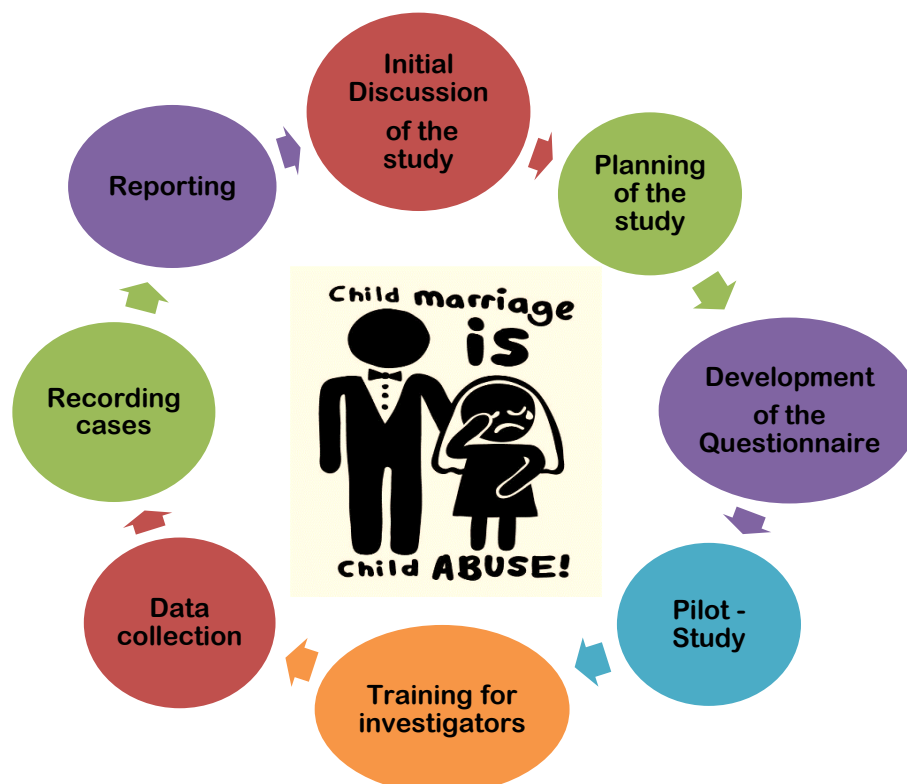 Initial
Discussion
of the
study
Planning
of the
study
Development
of the
Questionnaire
Pilot -
Study
Training for
investigators
Data
collection
Recording
cases
Reporting
Child marriage
is
Child ABUSE!